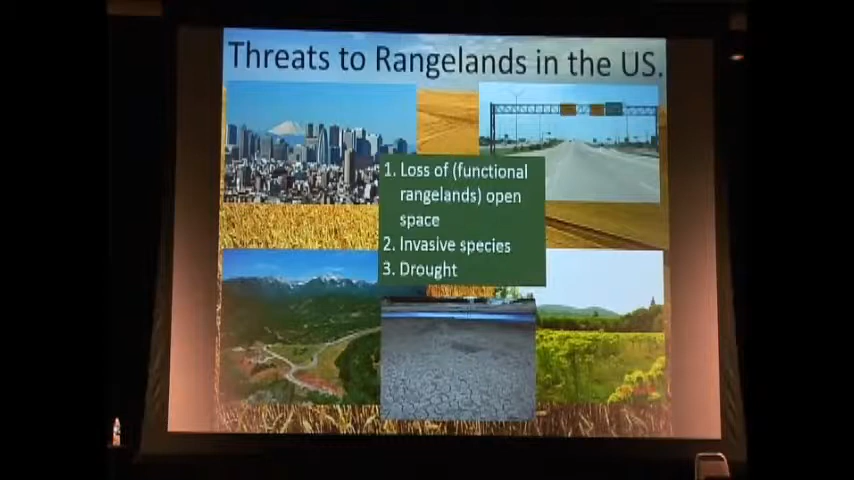 Threats to Rangelands in the US.
1. Loss of (functional
rangelands) open
space
2. Invasive species
3. Drought